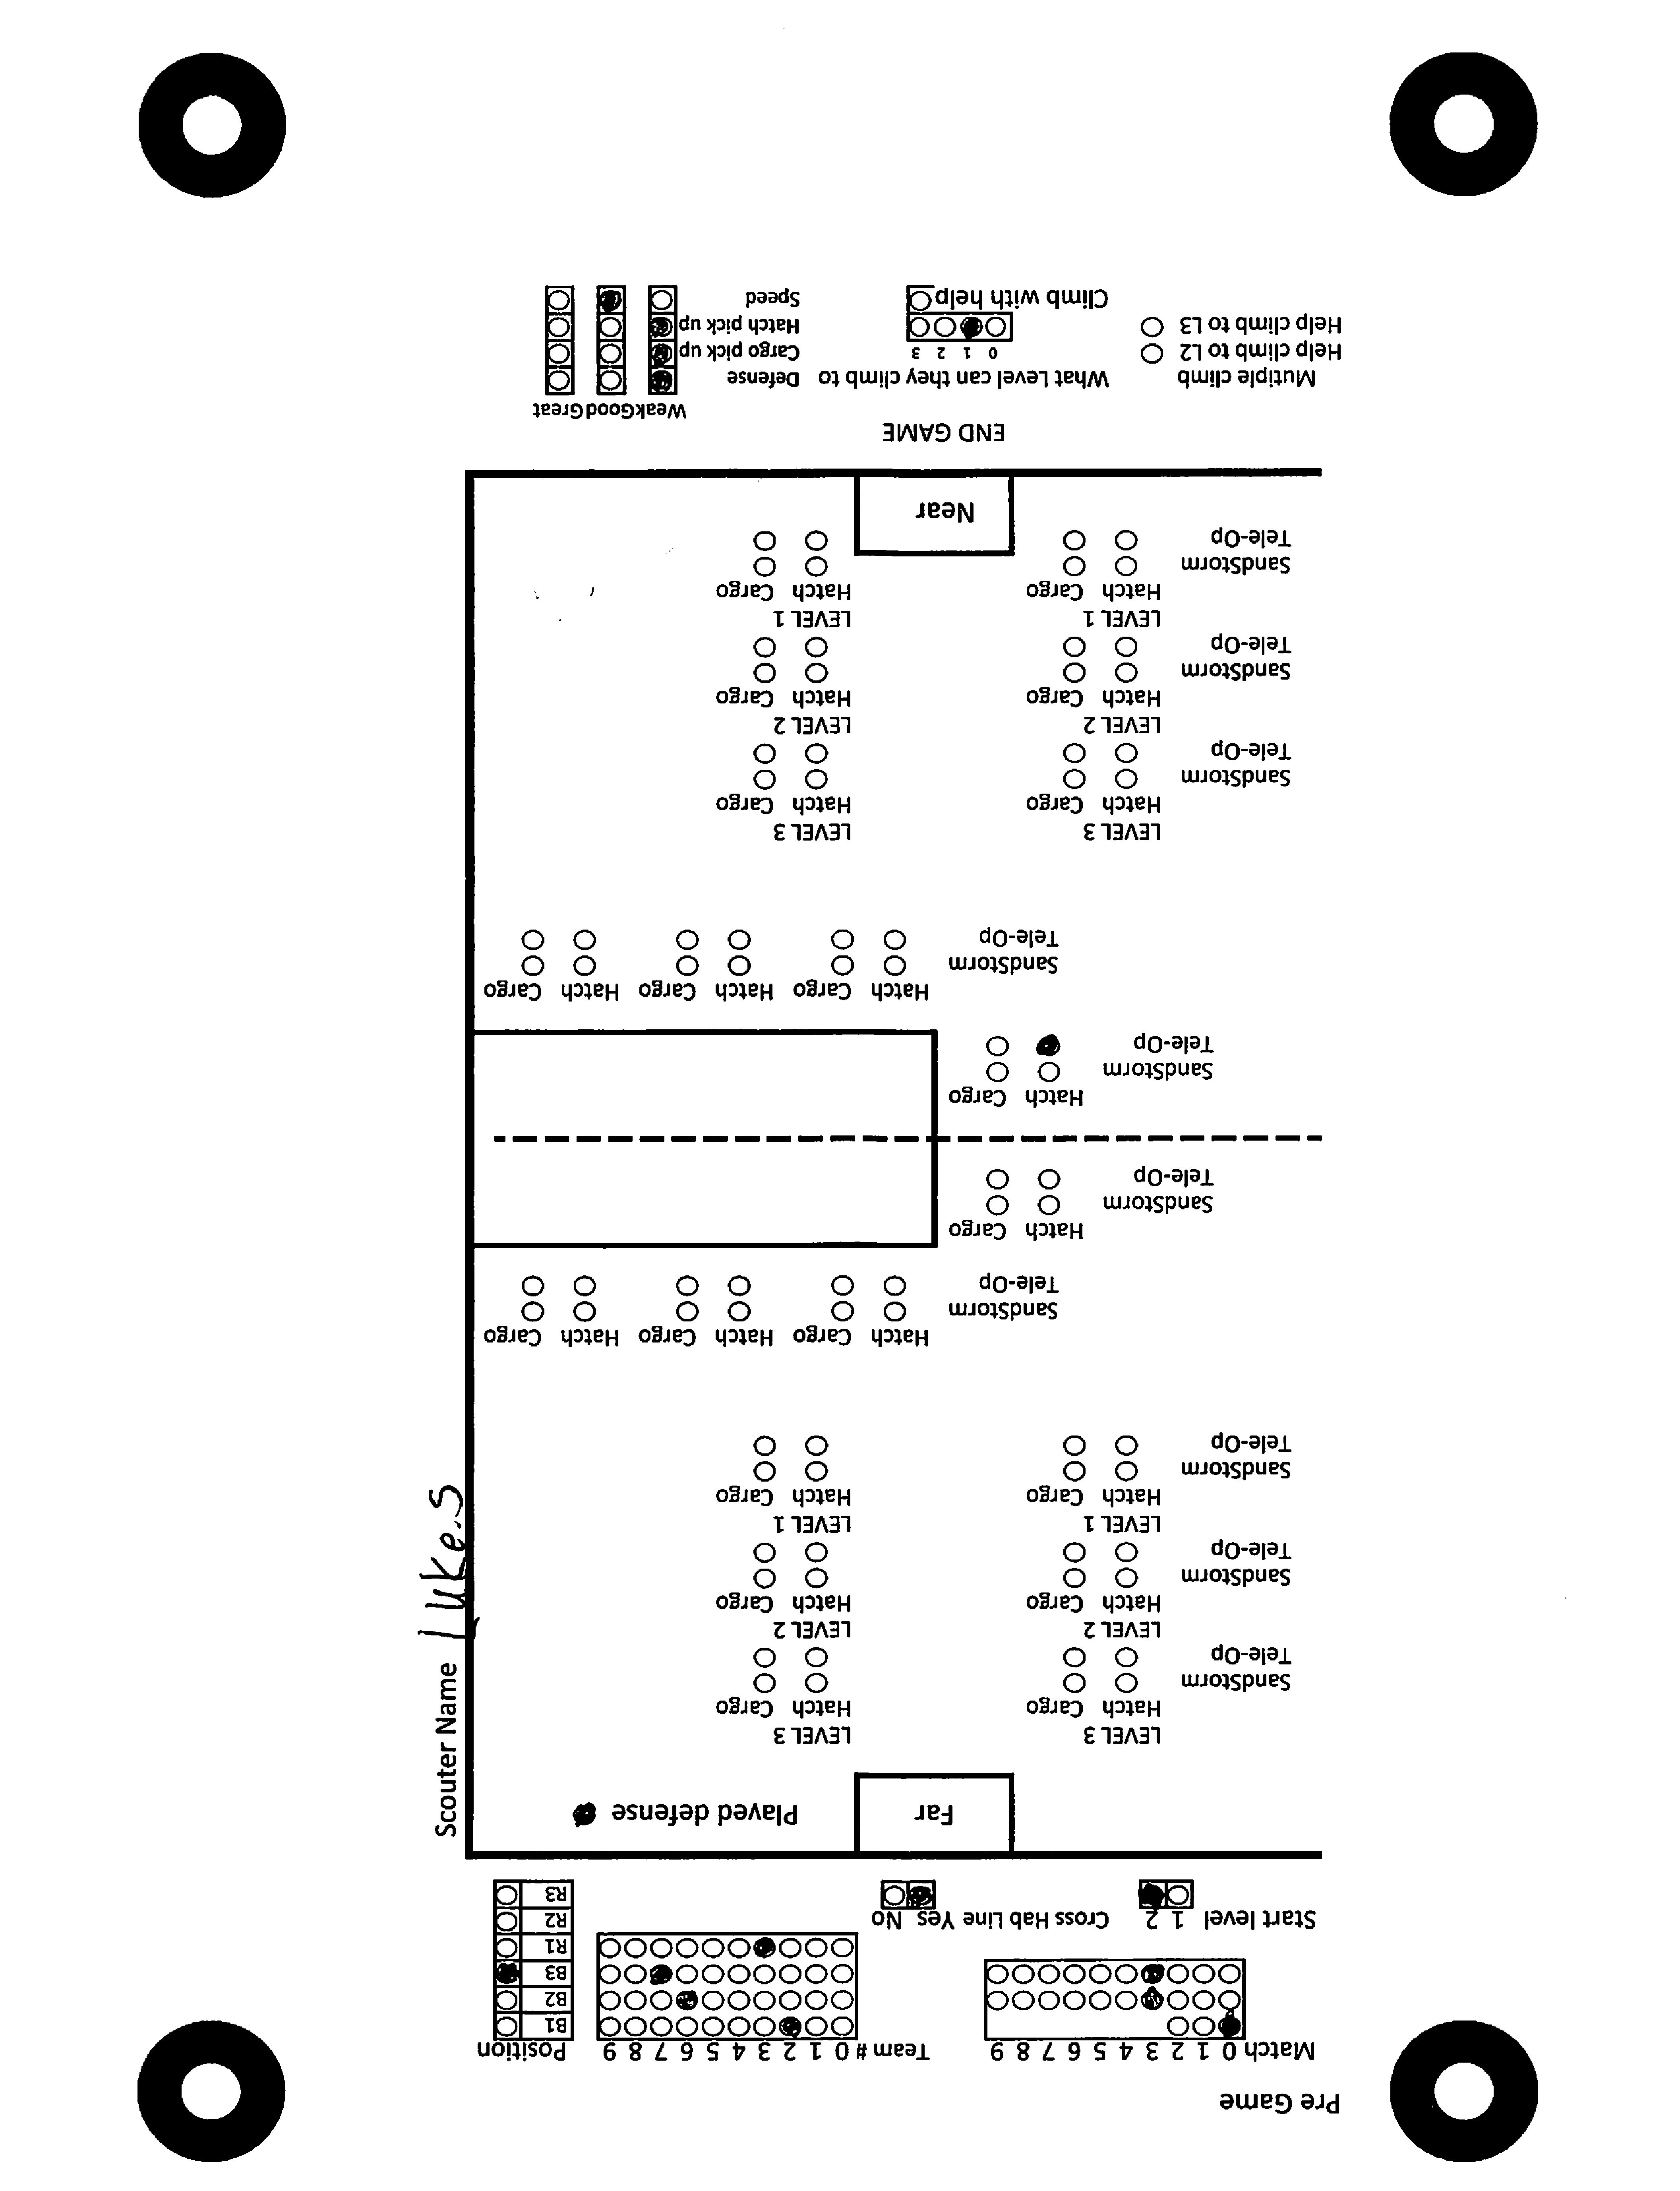 Pre Game
Match 0 1 2 3 4 5 6 7 8 9 Team # 0 1 2 3 4 5 6 7 8 9 Position
B1
B2
B3
R1
R2
Start level 1 2 Cross Hab Line Yes No
R3
Far Played defense
Scouter Name Luke.S
LEVEL 3 LEVEL 3
Hatch Cargo Hatch Cargo
SandStorm
Tele-Op
LEVEL 2 LEVEL 2
Hatch Cargo Hatch Cargo
SandStorm
Tele-Op
LEVEL 1 LEVEL 1
Hatch Cargo Hatch Cargo
SandStorm
Tele-Op
Hatch Cargo Hatch Cargo Hatch Cargo
SandStorm
Tele-Op
Hatch Cargo
SandStorm
Tele-Op
Hatch Cargo
SandStorm
Tele-Op
Hatch Cargo Hatch Cargo Hatch Cargo
SandStorm
Tele-Op
LEVEL 3 LEVEL 3
Hatch Cargo Hatch Cargo
SandStorm
Tele-Op
LEVEL 2 LEVEL 2
Hatch Cargo Hatch Cargo
SandStorm
Tele-Op
LEVEL 1 LEVEL 1
Hatch Cargo Hatch Cargo
SandStorm
Tele-Op
Near
END GAME
Weak Good Great
Mutiple climb What Level can they climb to Defense
Help climb to L2 0 1 2 3 Cargo pick up
Help climb to L3 Hatch pick up
Climb with help Speed